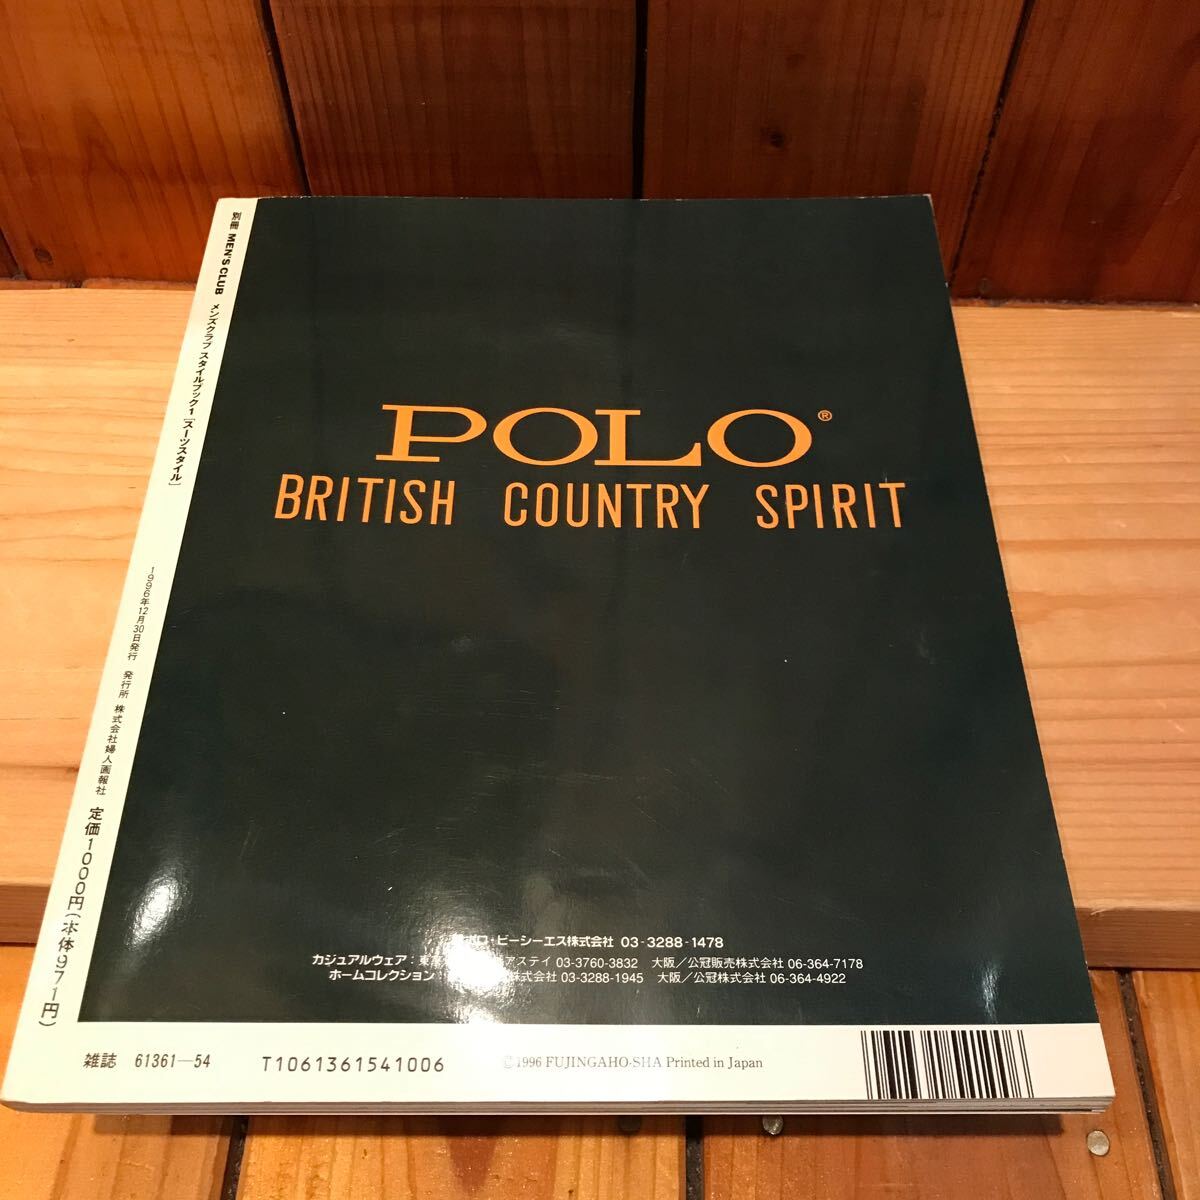 別冊 MEN'S CLUB メンズクラブ スタイルブック1[スーツスタイル]
1996年12月30日発行 発行所 株式会社婦人画報社 定価1000円(本体971円)
POLO®
BRITISH COUNTRY SPIRIT
ポロ・ビーシーエス株式会社 03-3288-1478
カジュアルウェア:東京 アステイ 03-3760-3832 大阪/公冠販売株式会社 06-364-7178
ホームコレクション: 株式会社 03-3288-1945 大阪/公冠株式会社 06-364-4922
雑誌 61361-54 T1061361541006 ©1996 FUJINGAHO-SHA Printed in Japan